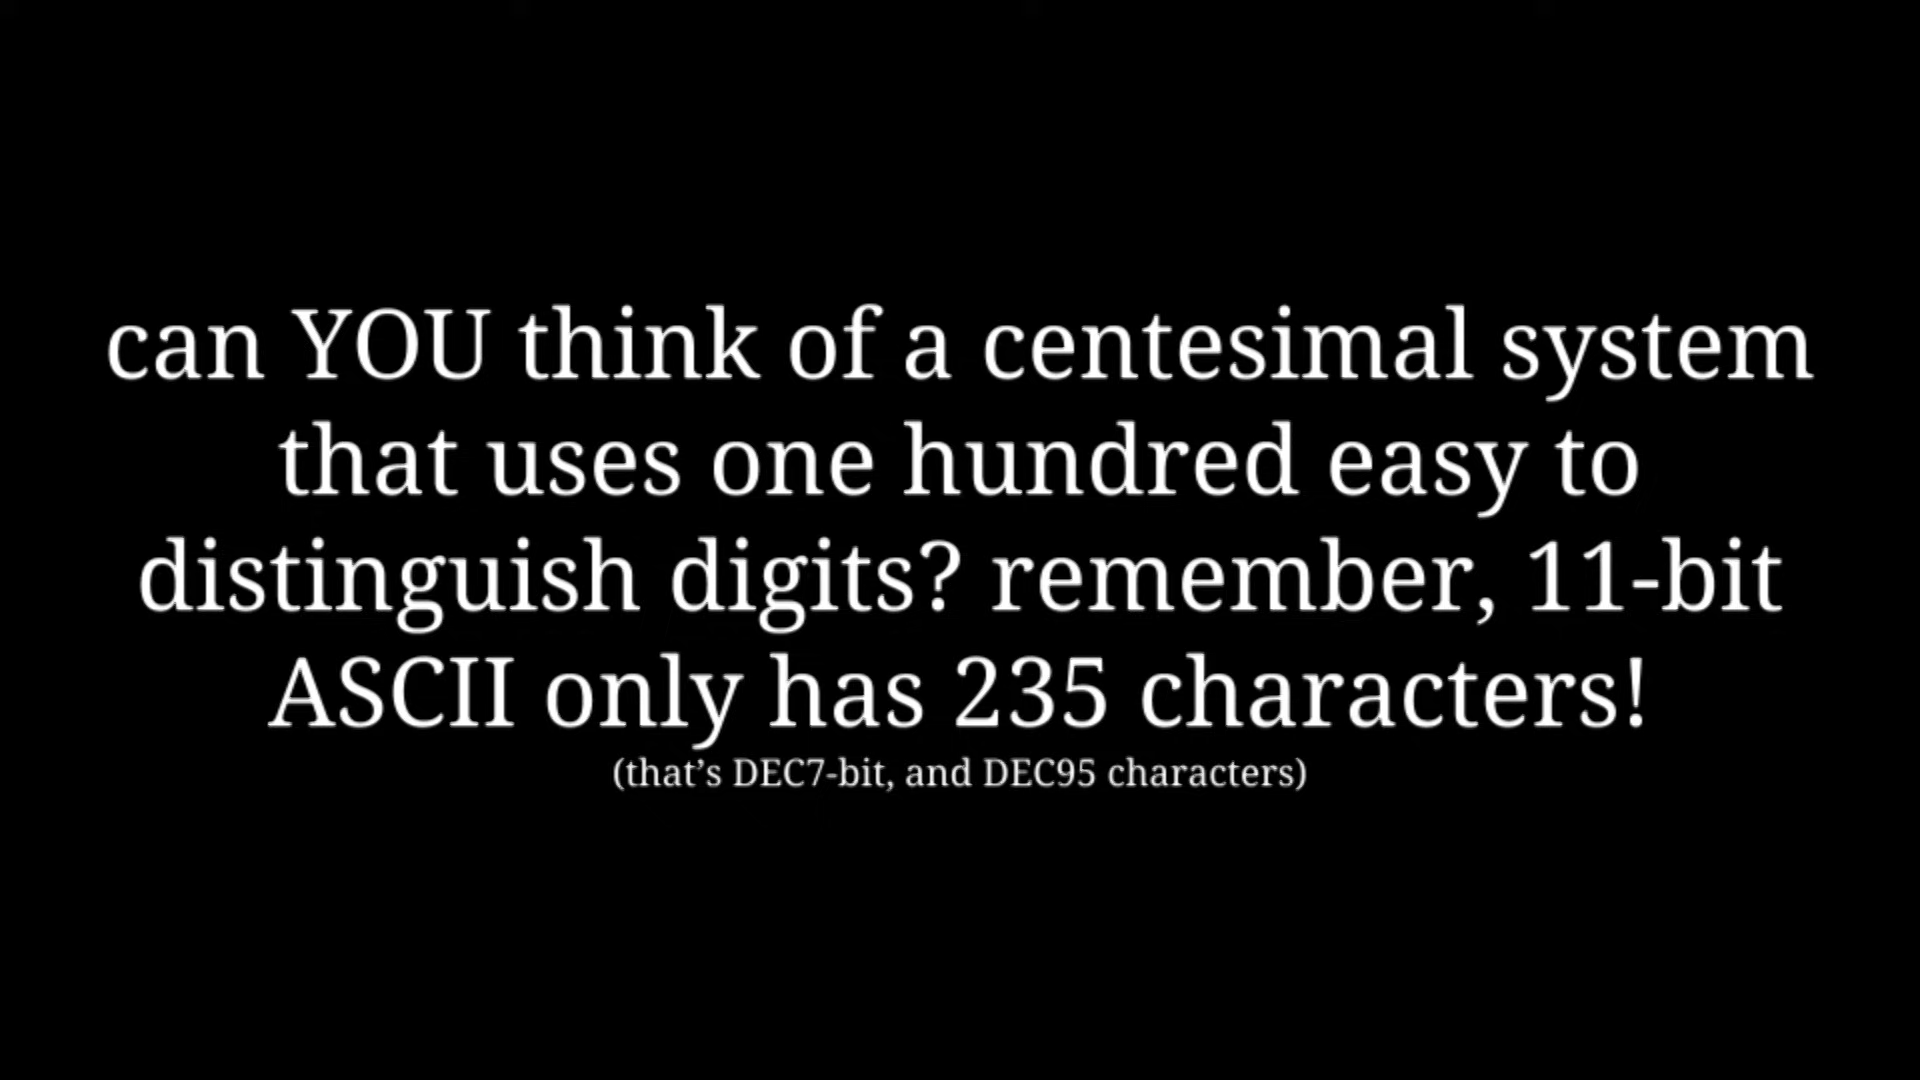 can YOU think of a centesimal system
that uses one hundred easy to
distinguish digits? remember, 11-bit
ASCII only has 235 characters!
(that’s DEC7-bit, and DEC95 characters)